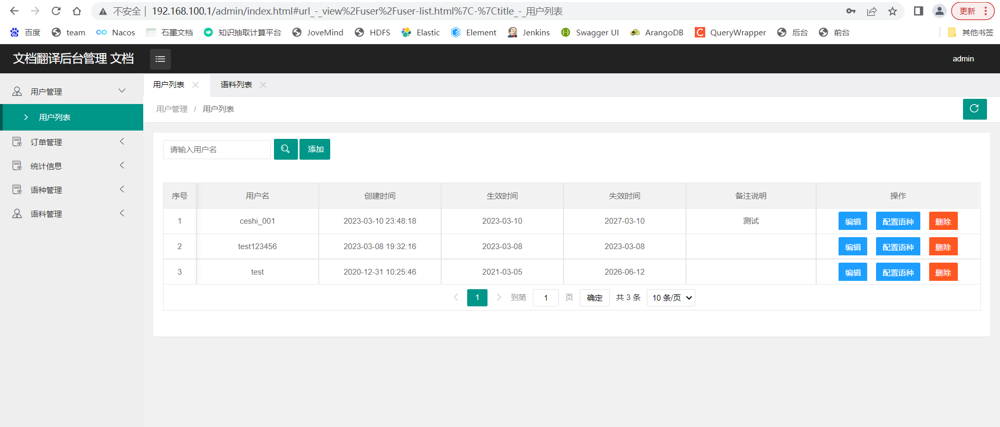 不安全 192.168.100.1/admin/index.html#url_-_view%2Fuser%2Fuser-list.html%7C-%7Ctitle_-_用户列表 更新
百度 team Nacos 石墨文档 知识抽取计算平台 JoveMind HDFS Elastic Element Jenkins Swagger UI ArangoDB QueryWrapper 后台 前台 其他书签
文档翻译后台管理 文档 admin
用户管理
用户列表
订单管理
统计信息
语种管理
语料管理
用户列表 语料列表
用户管理 / 用户列表
请输入用户名 添加
序号 用户名 创建时间 生效时间 失效时间 备注说明 操作
1 ceshi_001 2023-03-10 23:48:18 2023-03-10 2027-03-10 测试 编辑 配置语种 删除
2 test123456 2023-03-08 19:32:16 2023-03-08 2023-03-08 编辑 配置语种 删除
3 test 2020-12-31 10:25:46 2021-03-05 2026-06-12 编辑 配置语种 删除
1 到第 1 页 确定 共 3 条 10 条/页